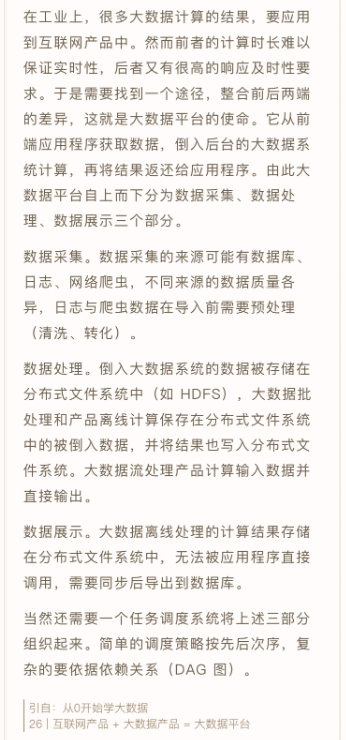 在工业上，很多大数据计算的结果，要应用
到互联网产品中。然而前者的计算时长难以
保证实时性，后者又有很高的响应及时性要
求。于是需要找到一个途径，整合前后两端
的差异，这就是大数据平台的使命。它从前
端应用程序获取数据，倒入后台的大数据系
统计算，再将结果返还给应用程序。由此大
数据平台自上而下分为数据采集、数据处
理、数据展示三个部分。
数据采集。数据采集的来源可能有数据库、
日志、网络爬虫，不同来源的数据质量各
异，日志与爬虫数据在导入前需要预处理
（清洗、转化）。
数据处理。倒入大数据系统的数据被存储在
分布式文件系统中（如 HDFS），大数据批
处理和产品离线计算保存在分布式文件系统
中的被倒入数据，并将结果也写入分布式文
件系统。大数据流处理产品计算输入数据并
直接输出。
数据展示。大数据离线处理的计算结果存储
在分布式文件系统中，无法被应用程序直接
调用，需要同步后导出到数据库。
当然还需要一个任务调度系统将上述三部分
组织起来。简单的调度策略按先后次序，复
杂的要依据依赖关系（DAG 图）。
引自：从0开始学大数据
26 | 互联网产品 + 大数据产品 = 大数据平台